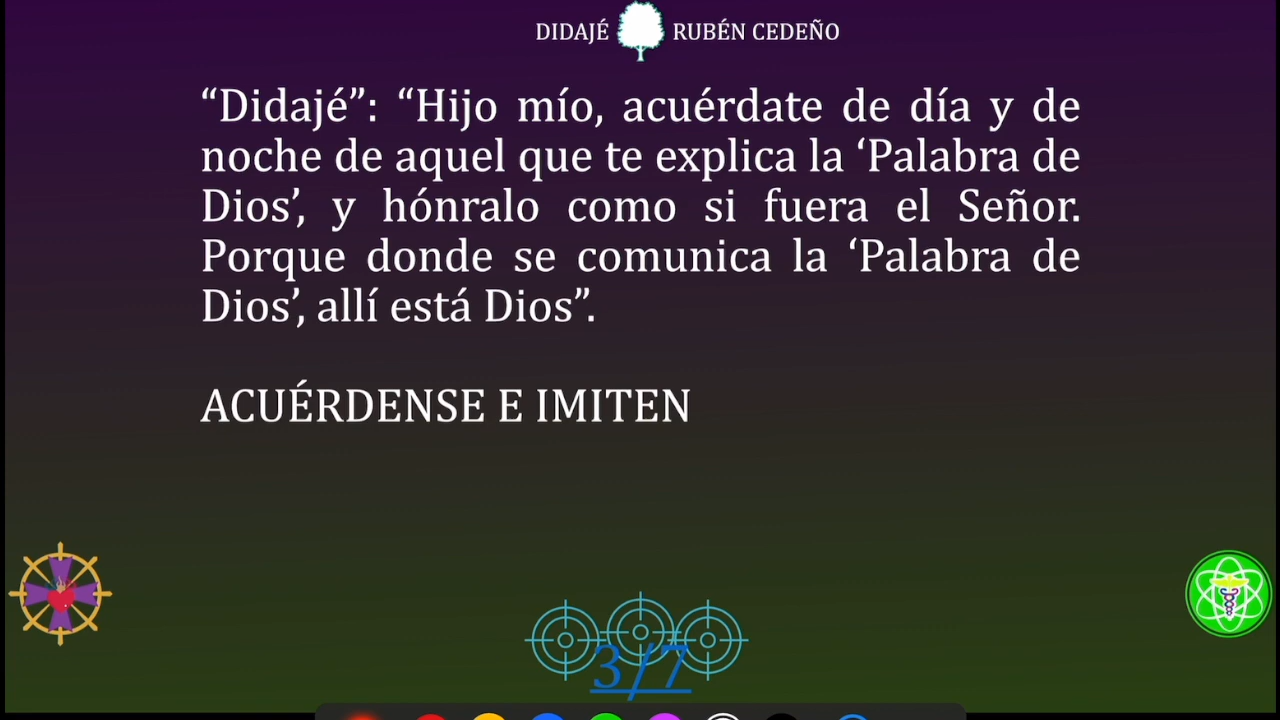 DIDAJÉ RUBÉN CEDEÑO
“Didajé”: “Hijo mío, acuérdate de día y de
noche de aquel que te explica la ‘Palabra de
Dios’, y hónralo como si fuera el Señor.
Porque donde se comunica la ‘Palabra de
Dios’, allí está Dios”.
ACUÉRDENSE E IMITEN
3/7